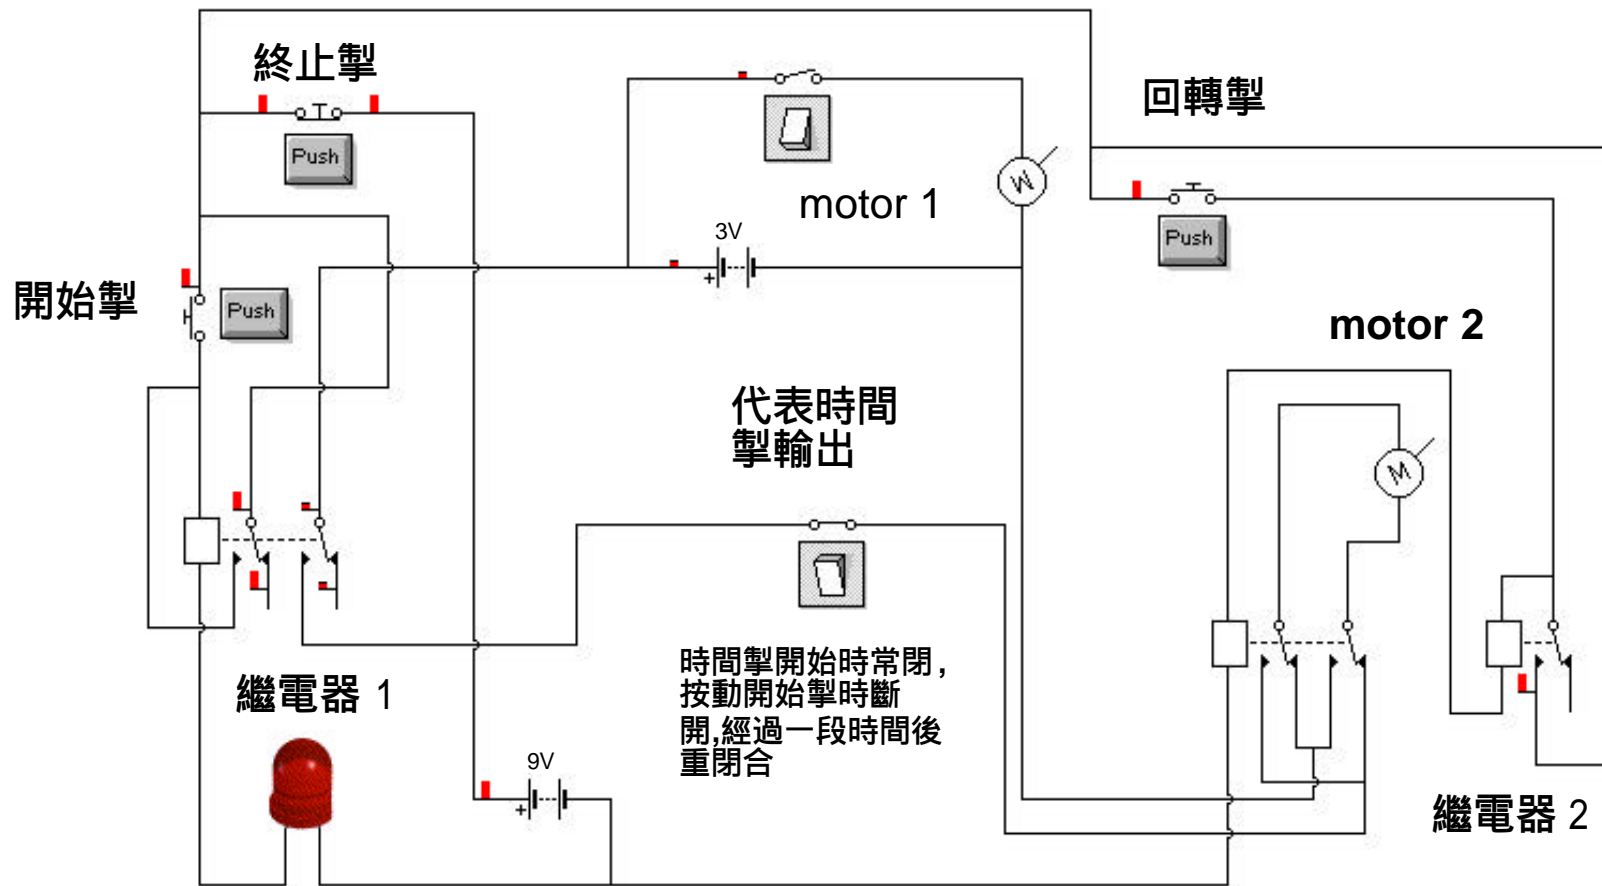 終止掣
Push
回轉掣
W
motor 1
Push
3V
+
開始掣
Push
motor 2
代表時間
掣輸出
M
時間掣開始時常閉,
按動開始掣時斷
開,經過一段時間後
重閉合
繼電器 1
9V
+
繼電器 2